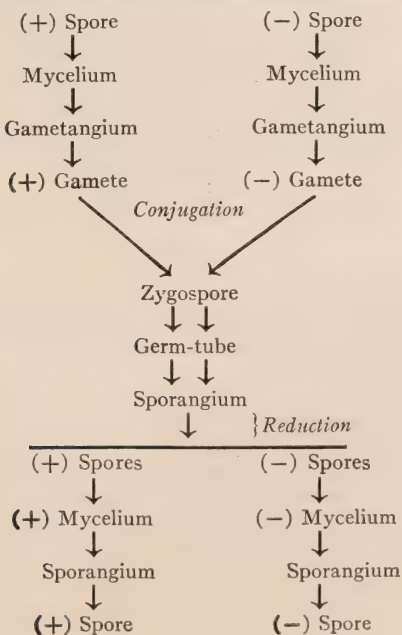 (+) Spore (−) Spore
Mycelium Mycelium
Gametangium Gametangium
(+) Gamete (−) Gamete
Conjugation
Zygospore
Germ-tube
Sporangium
}Reduction
(+) Spores (−) Spores
(+) Mycelium (−) Mycelium
Sporangium Sporangium
(+) Spore (−) Spore